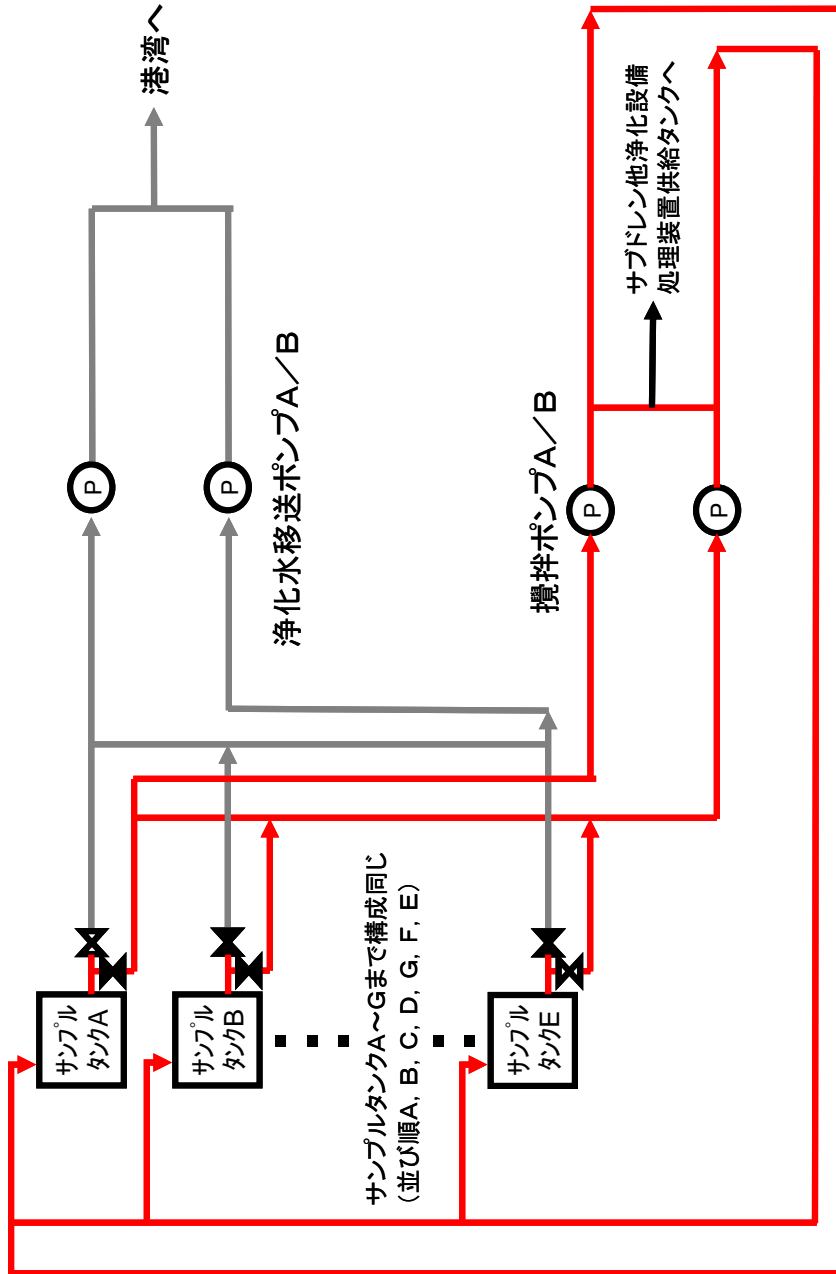 港湾へ
P
P
浄化水移送ポンプA／B
サブドレン他浄化設備
処理装置供給タンクへ
攪拌ポンプA／B
P
P
サンプル
タンクA
サンプル
タンクB
サンプルタンクA～Gまで構成同じ
（並び順A, B, C, D, G, F, E）
サンプル
タンクE